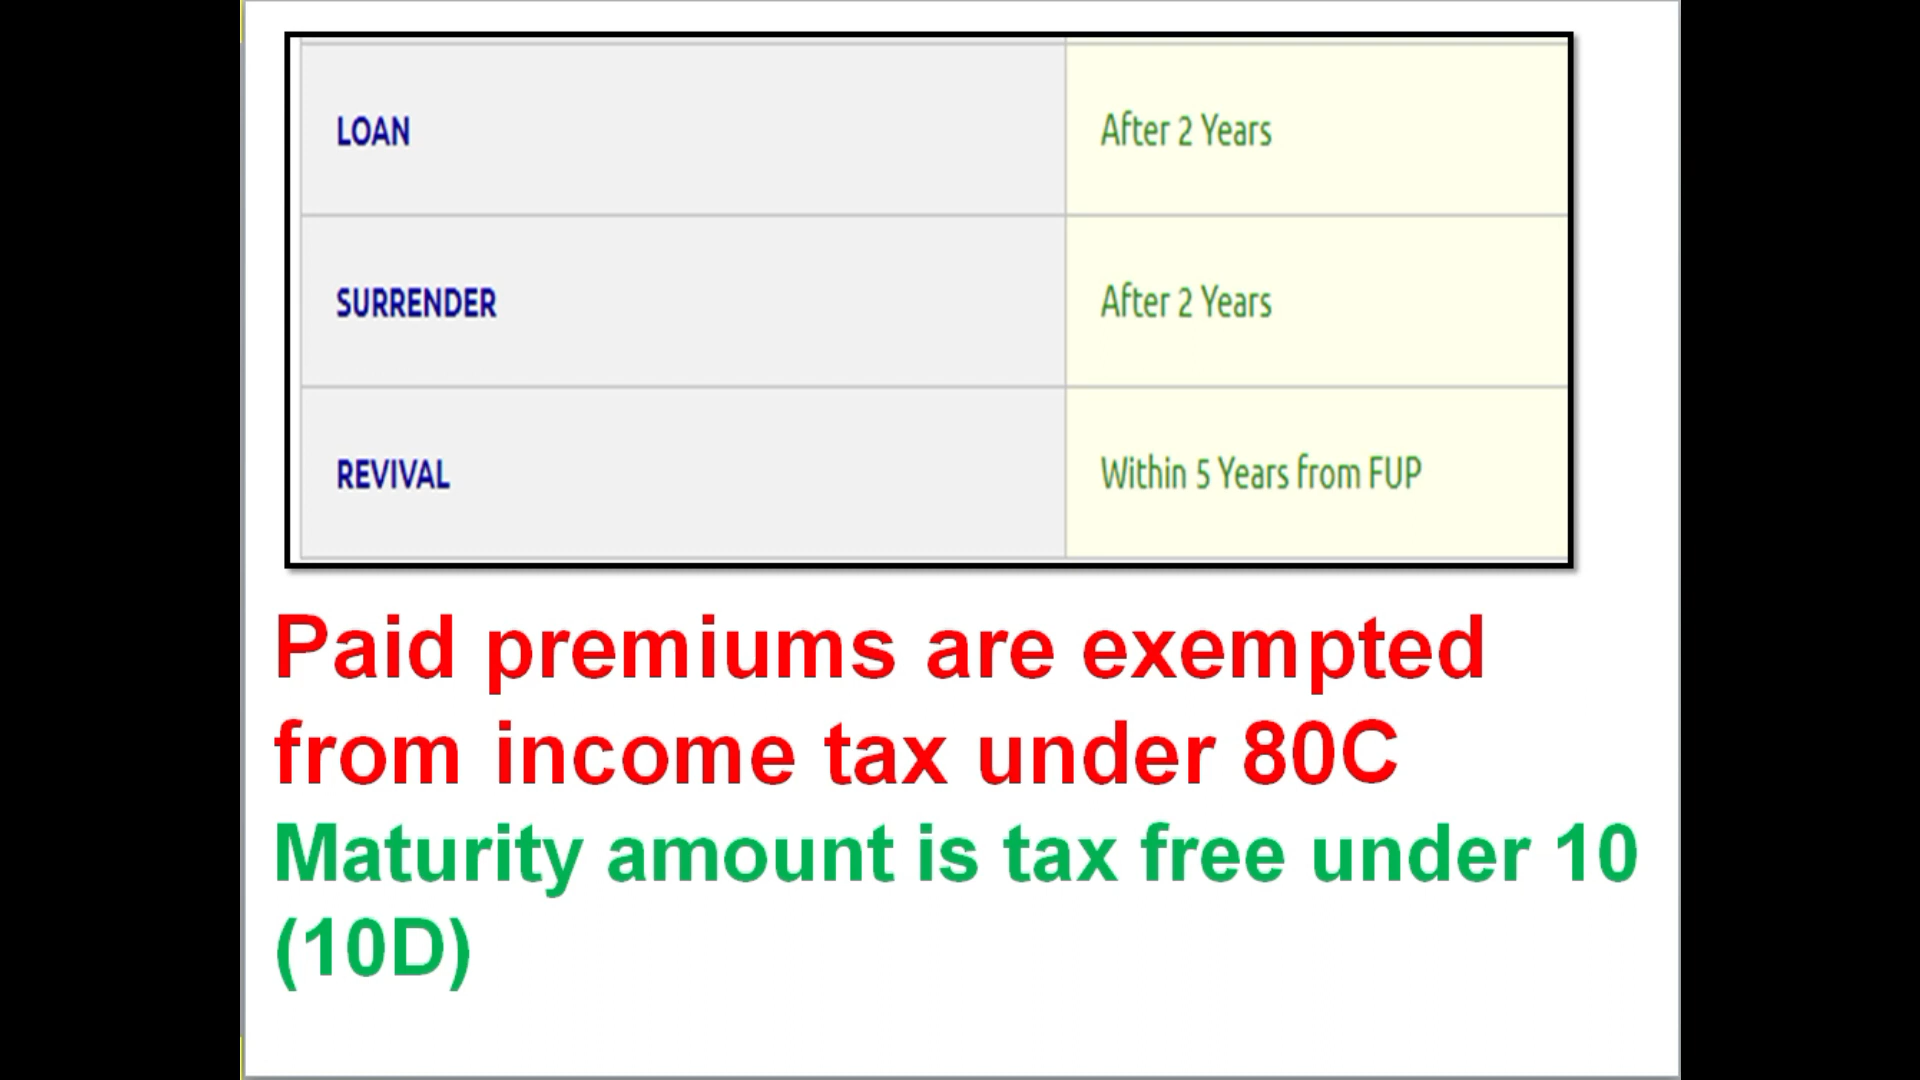 LOAN After 2 Years
SURRENDER After 2 Years
REVIVAL Within 5 Years from FUP
Paid premiums are exempted
from income tax under 80C
Maturity amount is tax free under 10
(10D)